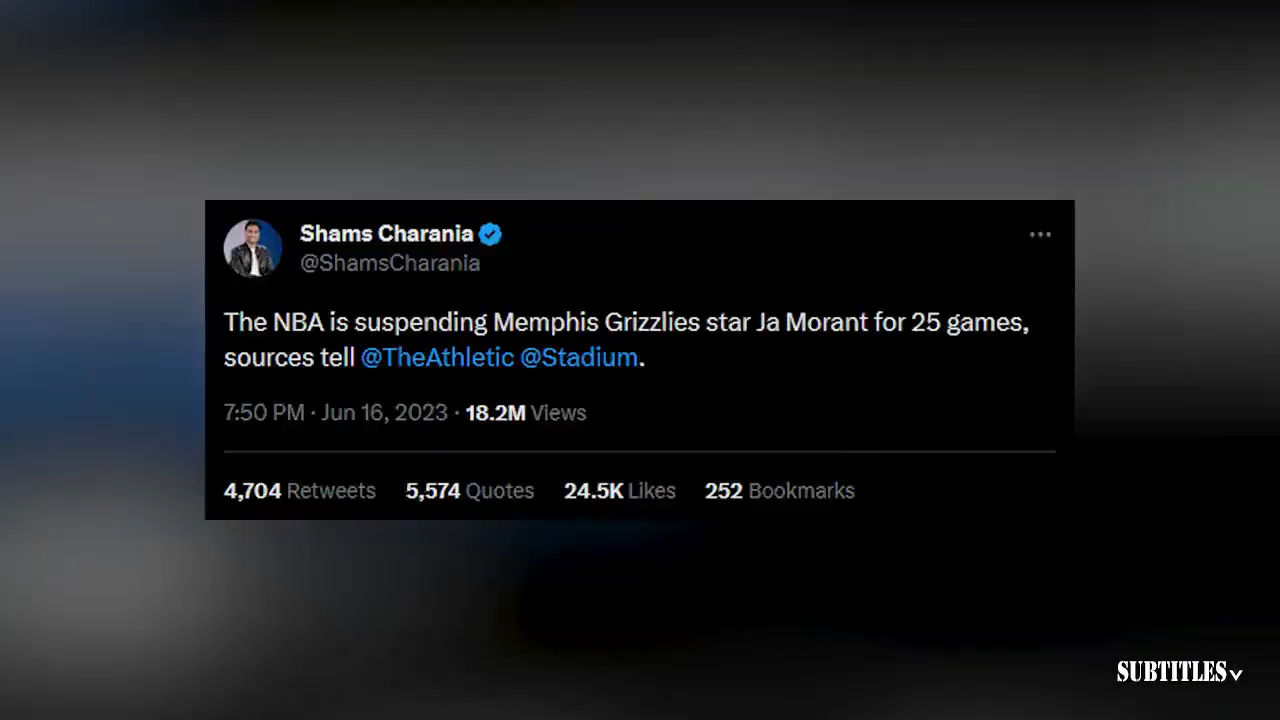 Shams Charania
@ShamsCharania
The NBA is suspending Memphis Grizzlies star Ja Morant for 25 games,
sources tell @TheAthletic @Stadium.
7:50 PM · Jun 16, 2023 · 18.2M Views
4,704 Retweets 5,574 Quotes 24.5K Likes 252 Bookmarks
SUBTITLES